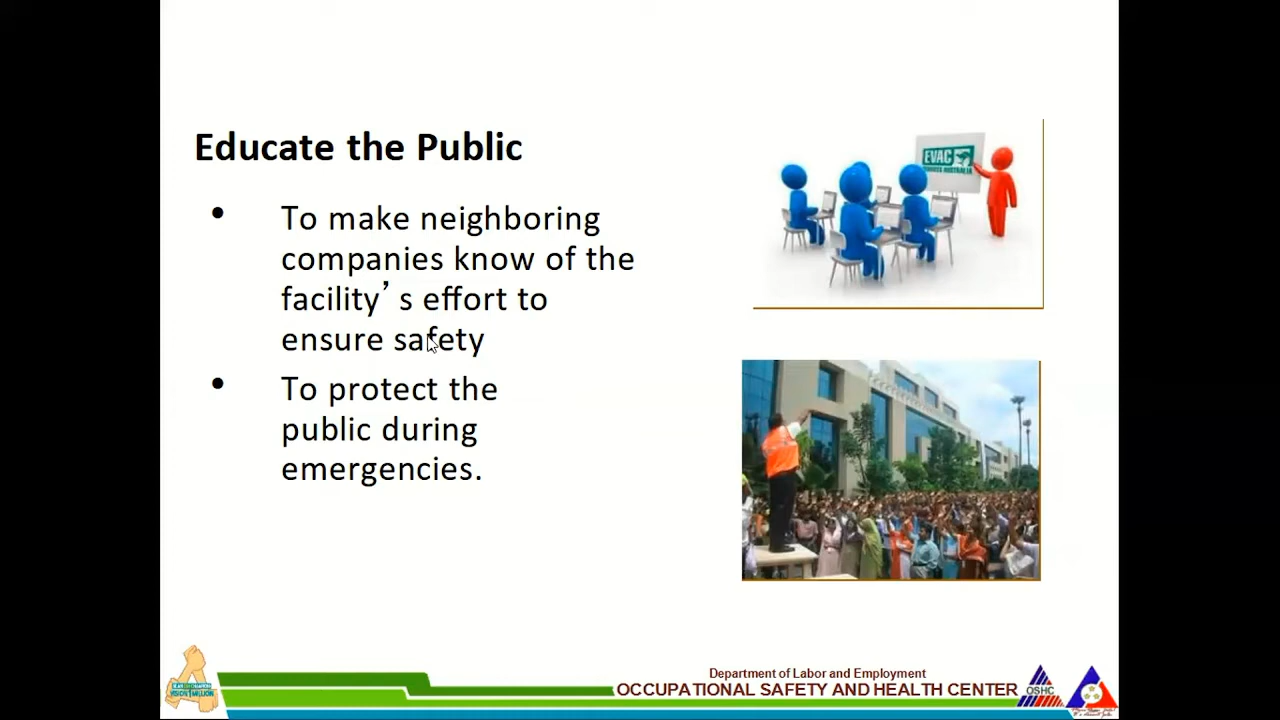 Educate the Public
• To make neighboring
companies know of the
facility’s effort to
ensure safety
• To protect the
public during
emergencies.
EVAC
Department of Labor and Employment
OCCUPATIONAL SAFETY AND HEALTH CENTER
OSHC